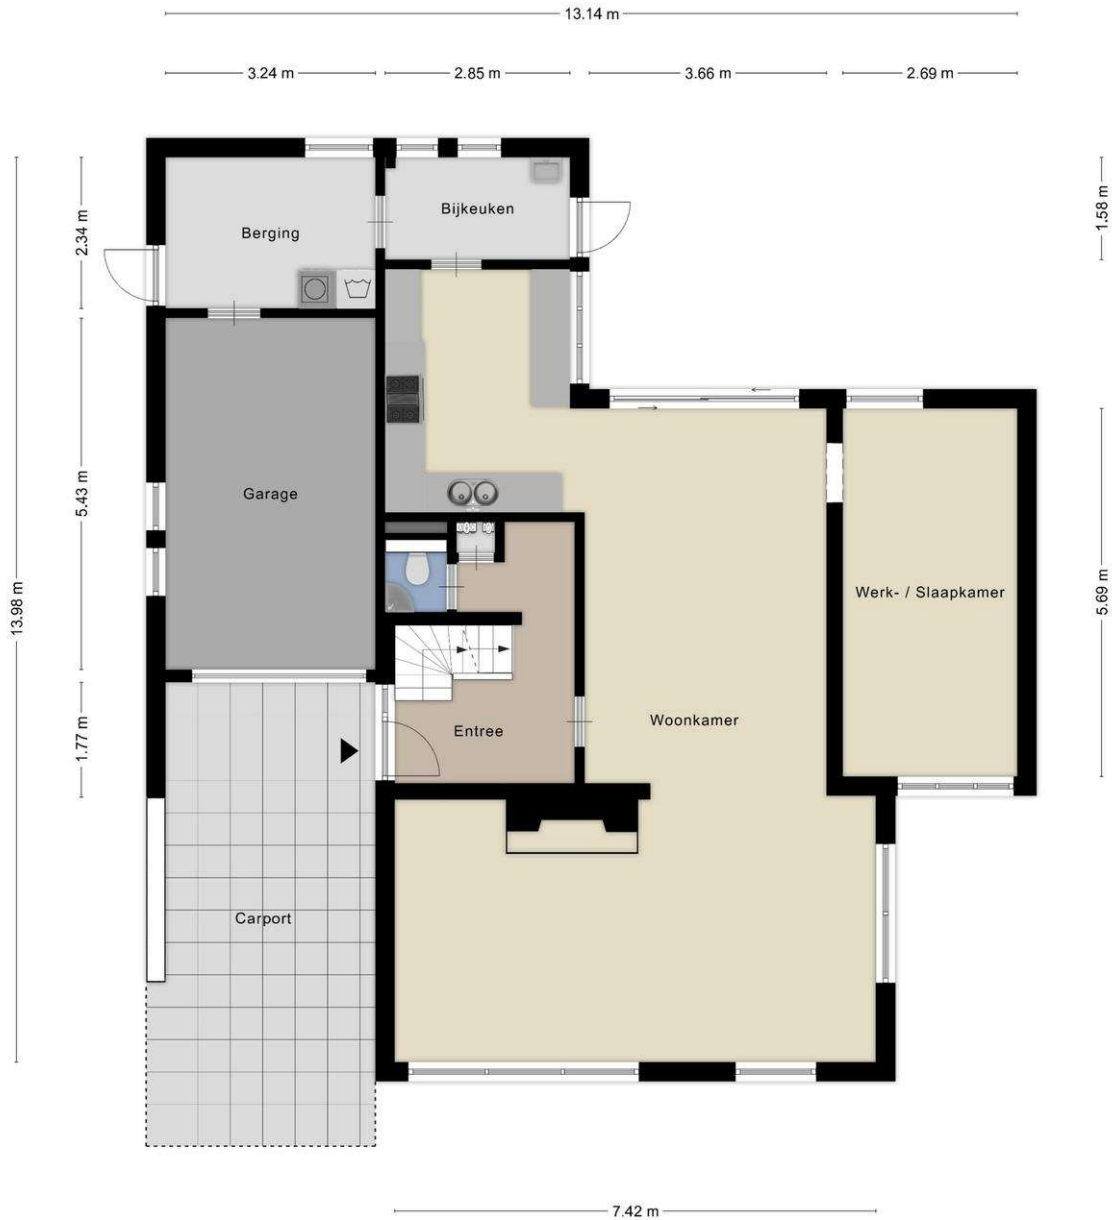 13.14 m
3.24 m
2.85 m
3.66 m
2.69 m
2.34 m
1.58 m
Bijkeuken
Berging
5.43 m
Garage
13.98 m
5.69 m
Werk- / Slaapkamer
1.77 m
Entree
Woonkamer
Carport
7.42 m